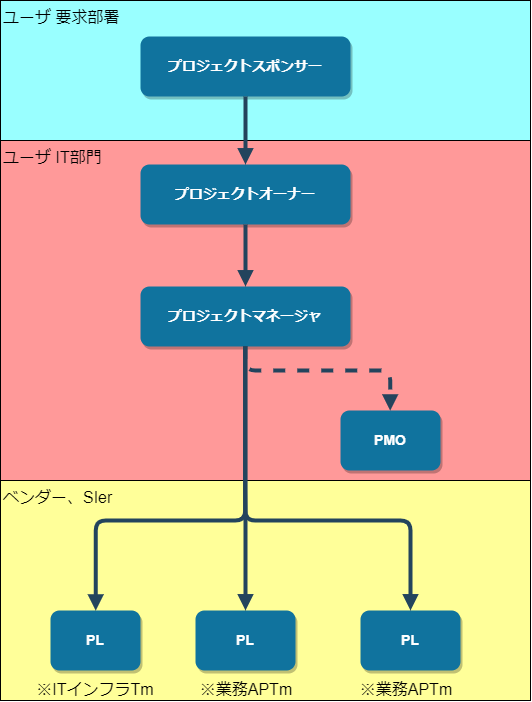 ユーザ 要求部署
プロジェクトスポンサー
ユーザ IT部門
プロジェクトオーナー
プロジェクトマネージャ
PMO
ベンダー、SIer
PL
PL
PL
※ITインフラTm
※業務APTm
※業務APTm